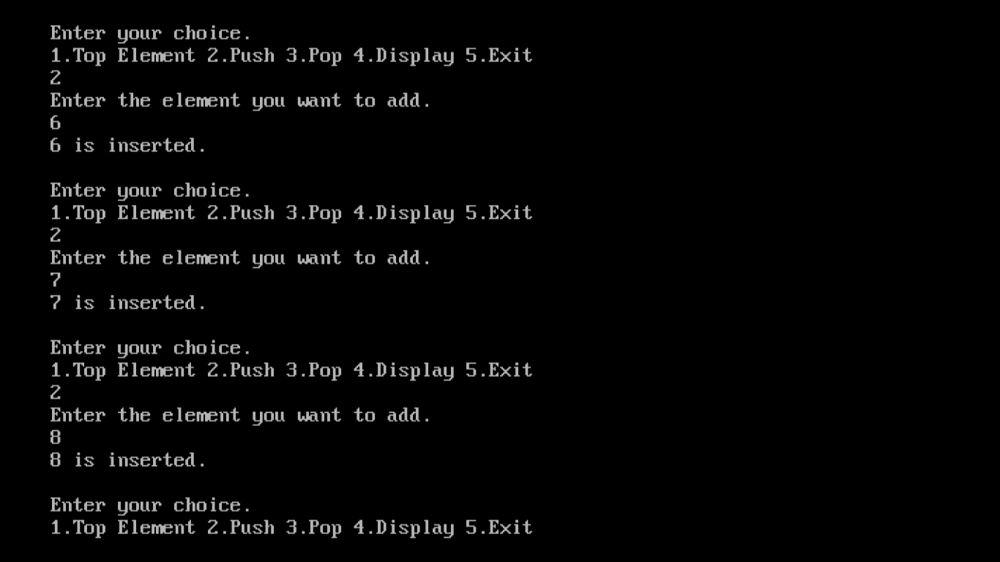 Enter your choice.
1.Top Element 2.Push 3.Pop 4.Display 5.Exit
2
Enter the element you want to add.
6
6 is inserted.
Enter your choice.
1.Top Element 2.Push 3.Pop 4.Display 5.Exit
2
Enter the element you want to add.
7
7 is inserted.
Enter your choice.
1.Top Element 2.Push 3.Pop 4.Display 5.Exit
2
Enter the element you want to add.
8
8 is inserted.
Enter your choice.
1.Top Element 2.Push 3.Pop 4.Display 5.Exit